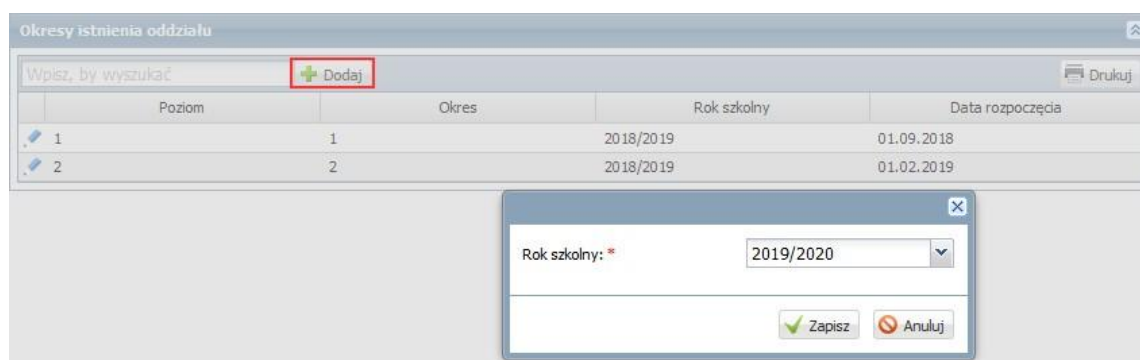 Okresy istnienia oddziału
Wpisz, by wyszukać Dodaj Drukuj
Poziom Okres Rok szkolny Data rozpoczęcia
1 1 2018/2019 01.09.2018
2 2 2018/2019 01.02.2019
Rok szkolny: * 2019/2020
Zapisz Anuluj